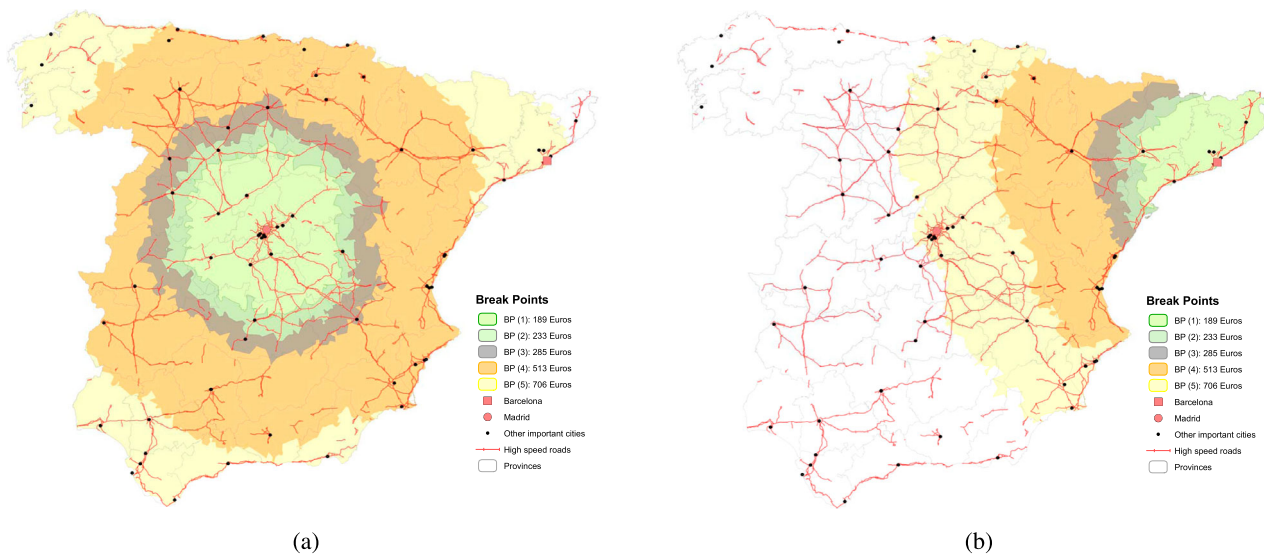 Break Points
BP (1): 189 Euros
BP (2): 233 Euros
BP (3): 285 Euros
BP (4): 513 Euros
BP (5): 706 Euros
Barcelona
Madrid
Other important cities
High speed roads
Provinces
(a)
Break Points
BP (1): 189 Euros
BP (2): 233 Euros
BP (3): 285 Euros
BP (4): 513 Euros
BP (5): 706 Euros
Barcelona
Madrid
Other important cities
High speed roads
Provinces
(b)